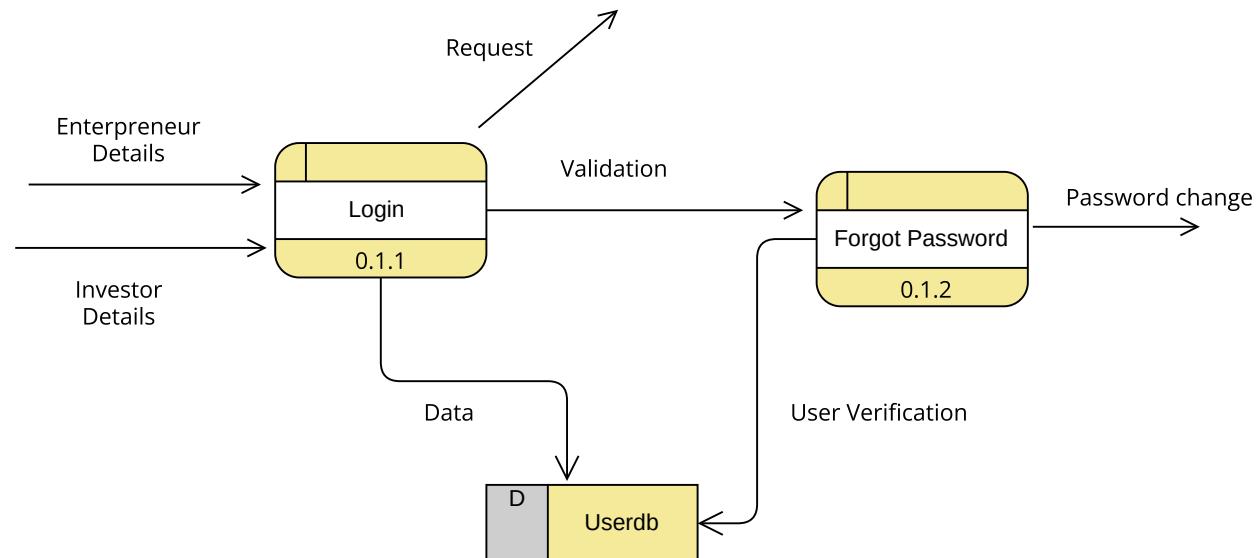 Request
Enterpreneur
Details
Validation
Password change
Login
Forgot Password
0.1.1
0.1.2
Investor
Details
Data
User Verification
D
Userdb